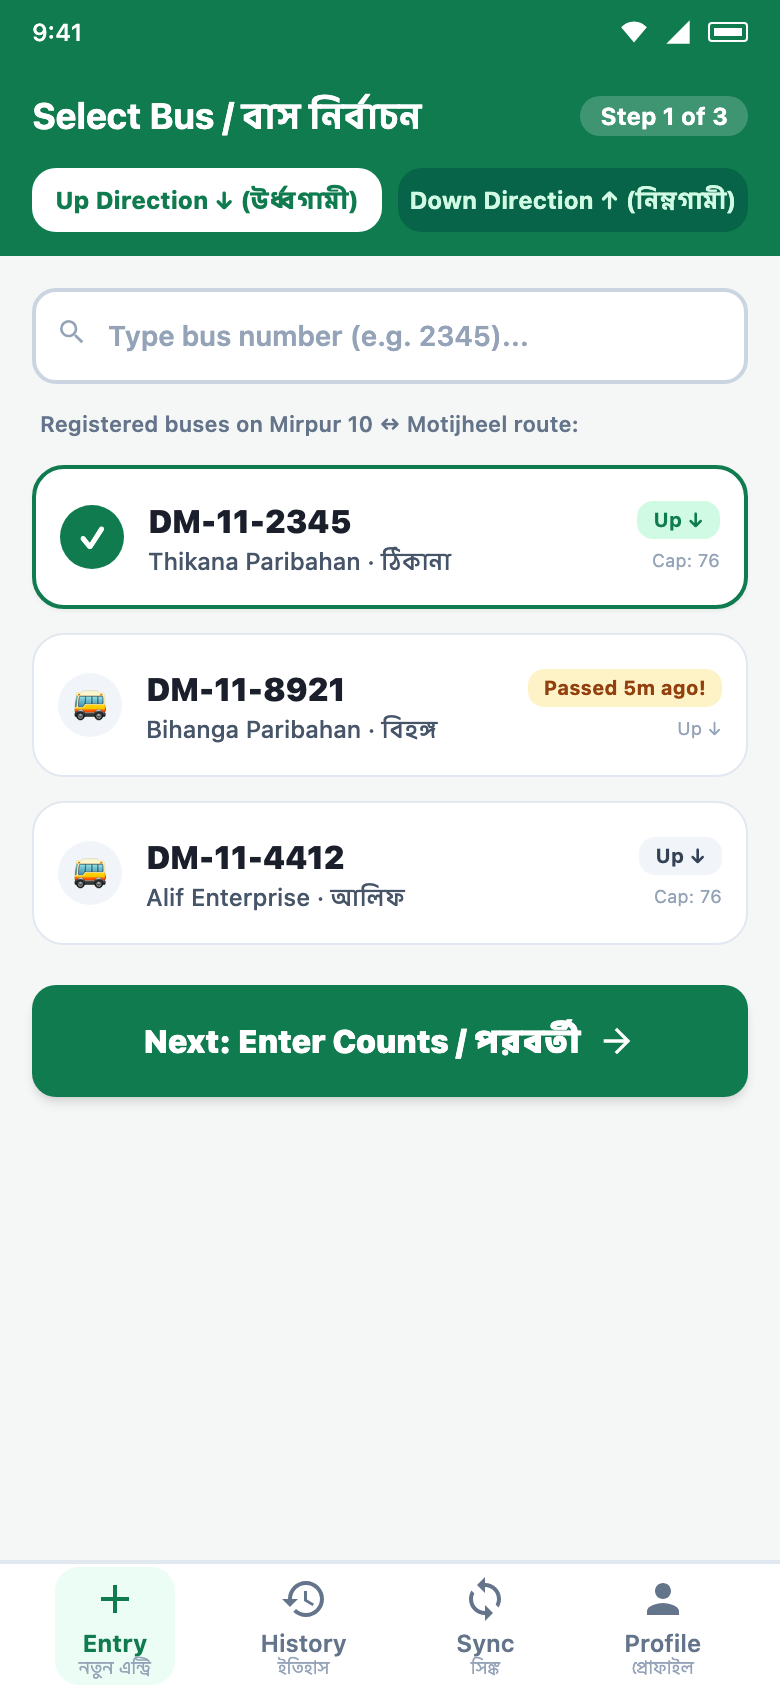 9:41
Select Bus / বাস নির্বাচন
Step 1 of 3
Up Direction ↓ (উর্ধ্বগামী)
Down Direction ↑ (নিম্নগামী)
Type bus number (e.g. 2345)...
Registered buses on Mirpur 10 ↔ Motijheel route:
DM-11-2345
Up ↓
Thikana Paribahan · ঠিকানা
Cap: 76
DM-11-8921
Passed 5m ago!
Bihanga Paribahan · বিহঙ্গ
Up ↓
DM-11-4412
Up ↓
Alif Enterprise · আলিফ
Cap: 76
Next: Enter Counts / পরবর্তী →
Entry
নতুন এন্ট্রি
History
ইতিহাস
Sync
সিঙ্ক
Profile
প্রোফাইল